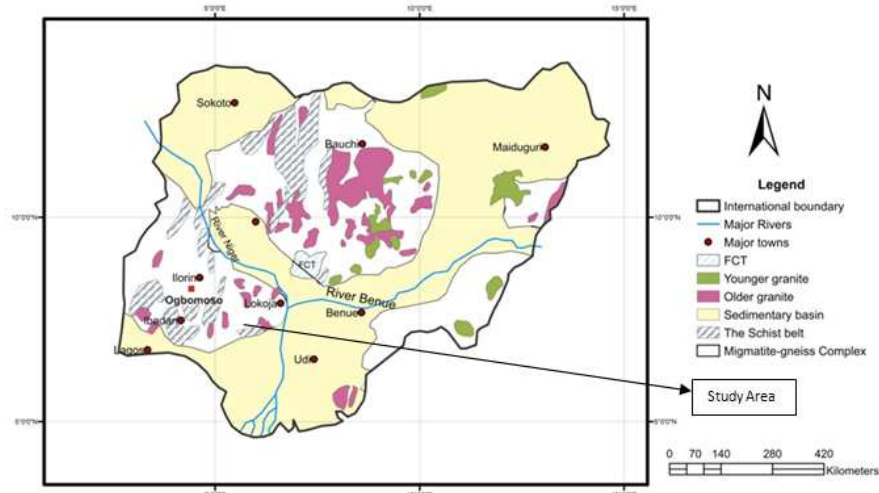 5°0'0"E
10°0'0"E
15°0'0"E
Sokoto
Bauchi
Maiduguri
10°0'0"N
10°0'0"N
River Niger
FCT
Ilorin
Ogbomoso
Lokoja
River Benue
Benue
Ibadan
Lagos
Udi
5°0'0"N
5°0'0"N
N
Legend
International boundary
Major Rivers
Major towns
FCT
Younger granite
Older granite
Sedimentary basin
The Schist belt
Migmatite-gneiss Complex
Study Area
0 70 140 280 420
Kilometers